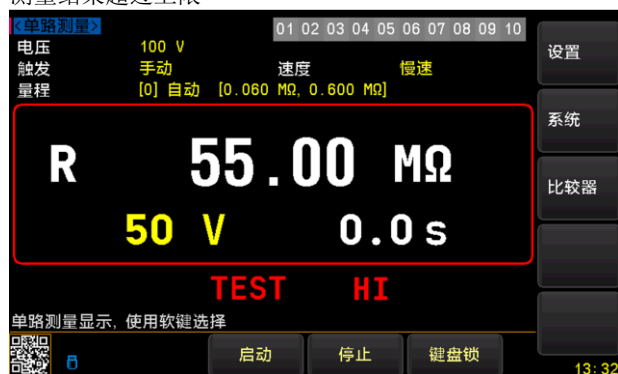 测量结果超过上限
<单路测量> 01 02 03 04 05 06 07 08 09 10
电压 100 V
触发 手动 速度 慢速
量程 [0] 自动 [0.060 MΩ, 0.600 MΩ]
R 55.00 MΩ
50 V 0.0s
TEST HI
单路测量显示, 使用软键选择
启动 停止 键盘锁
设置
系统
比较器
13:32